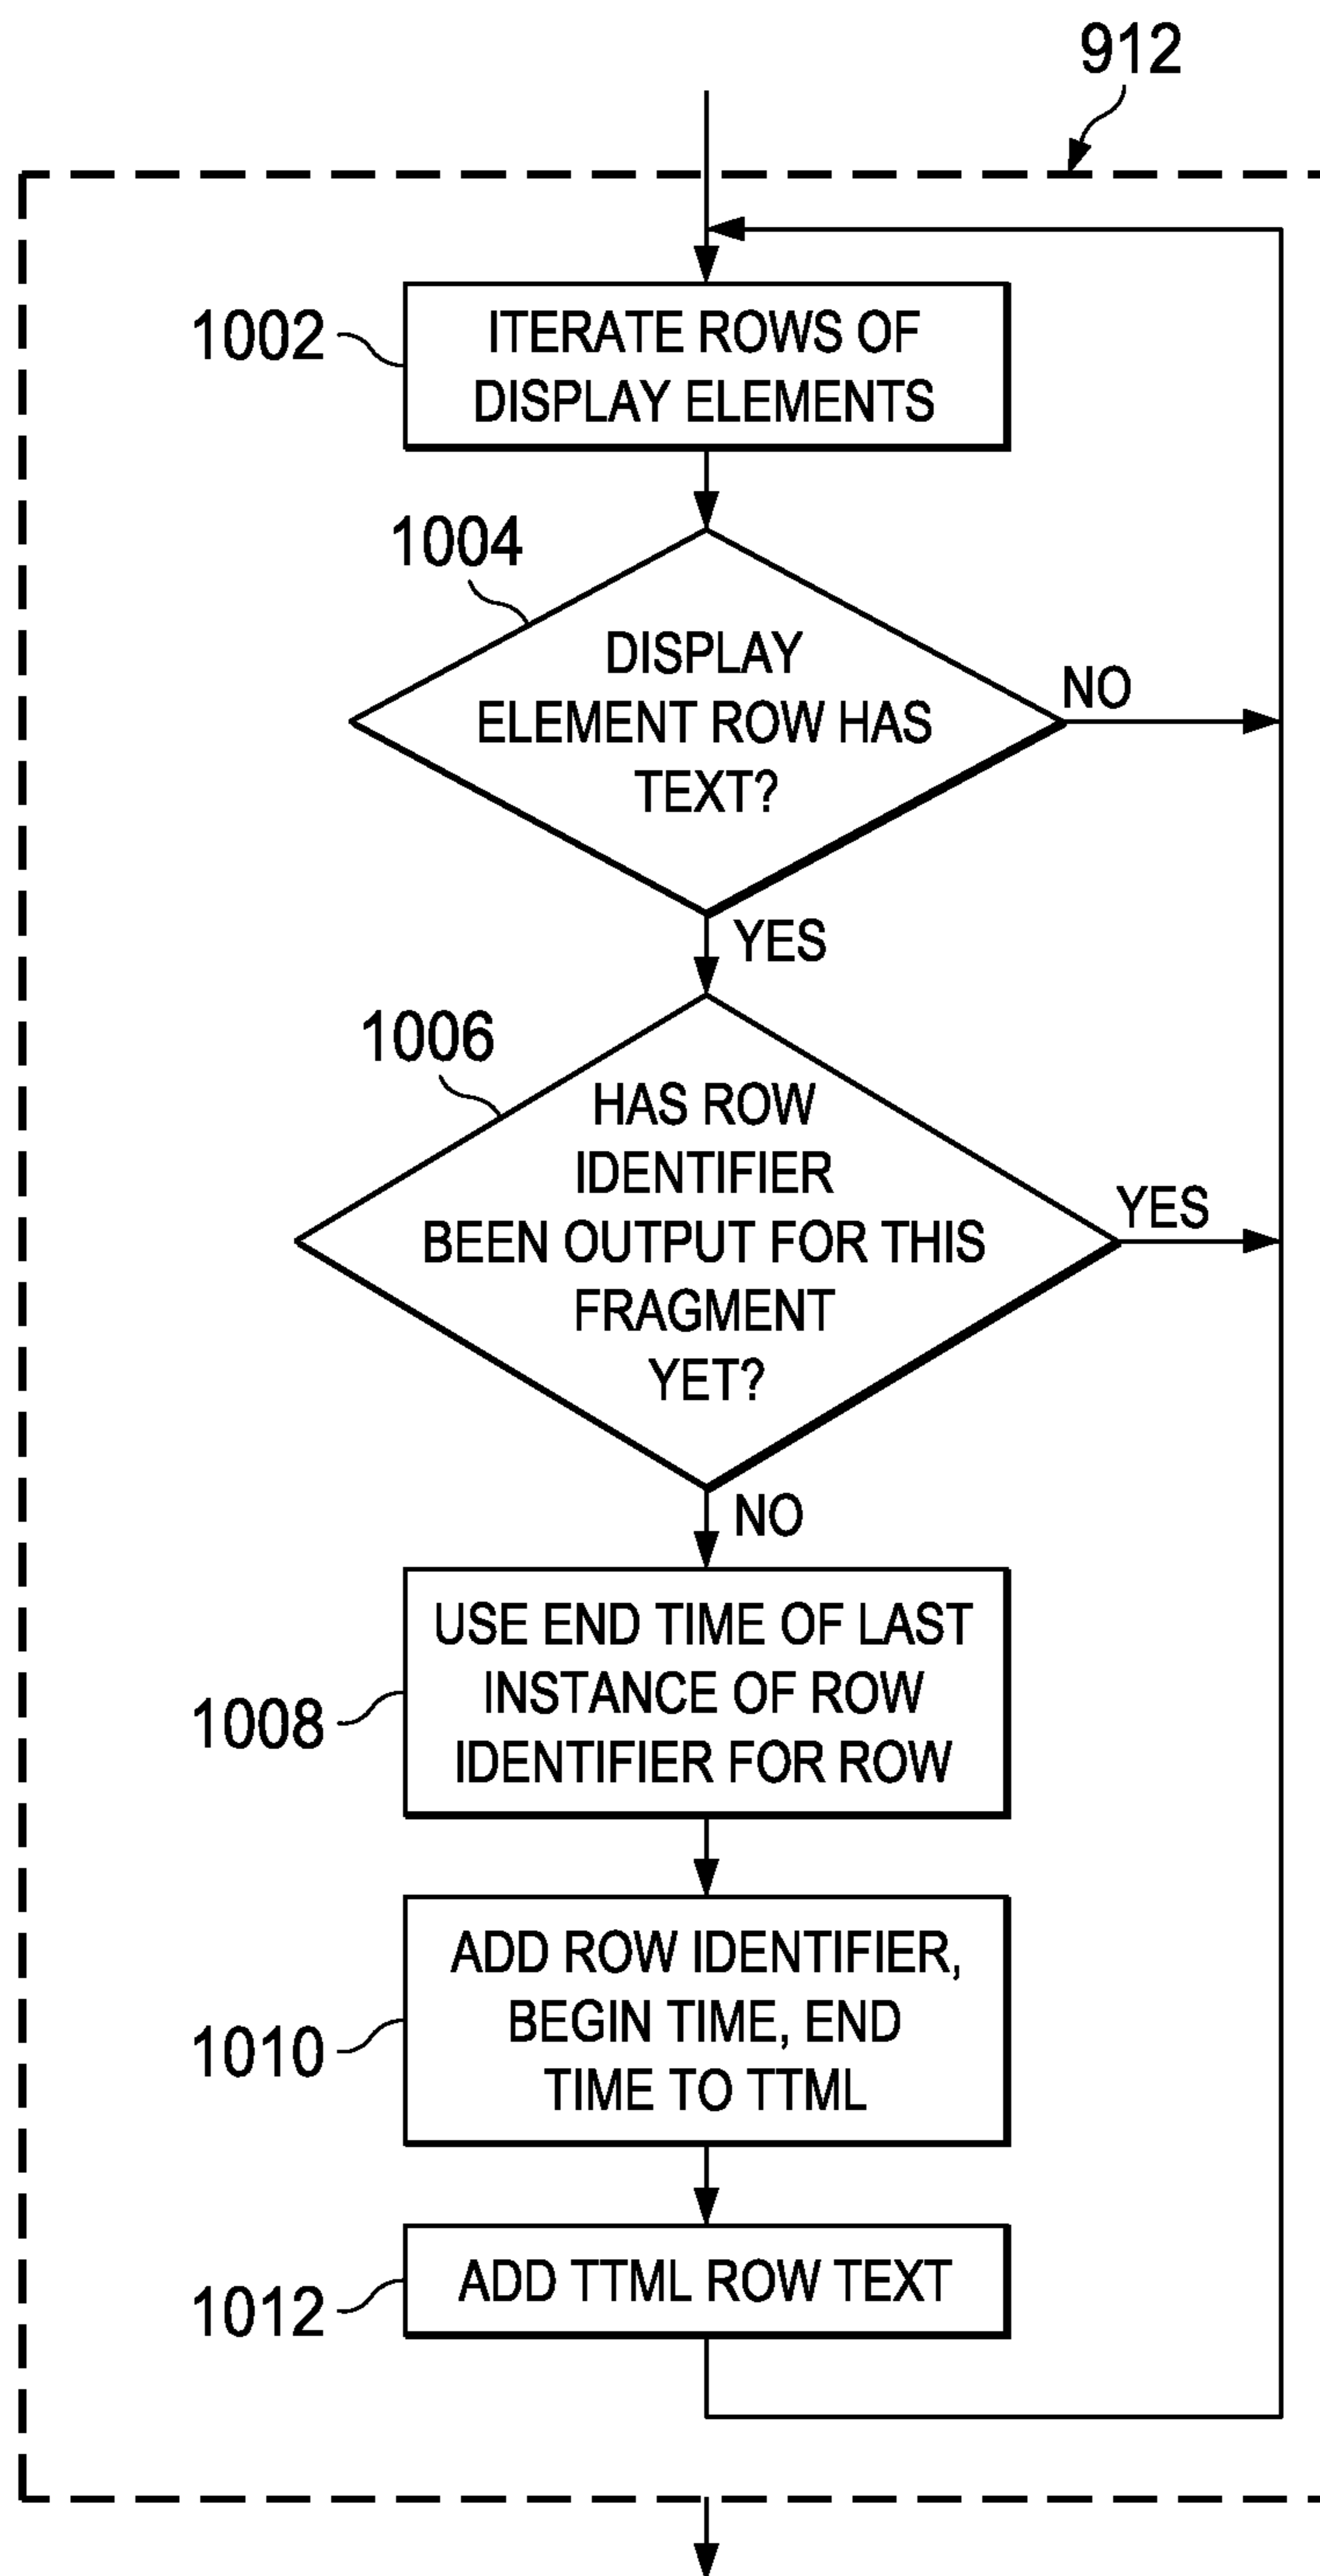 912
1002
ITERATE ROWS OF
DISPLAY ELEMENTS
1004
DISPLAY
ELEMENT ROW HAS
TEXT?
NO
YES
1006
HAS ROW
IDENTIFIER
BEEN OUTPUT FOR THIS
FRAGMENT
YET?
YES
NO
1008
USE END TIME OF LAST
INSTANCE OF ROW
IDENTIFIER FOR ROW
1010
ADD ROW IDENTIFIER,
BEGIN TIME, END
TIME TO TTML
1012
ADD TTML ROW TEXT